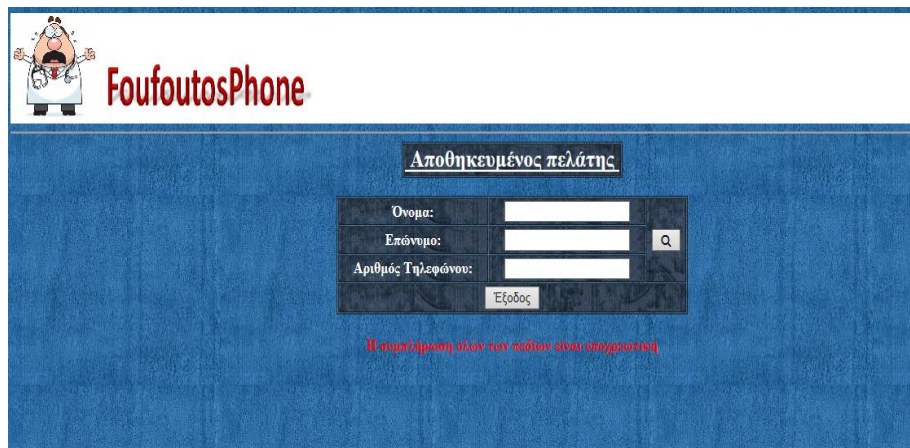 FoufoutosPhone
Αποθηκευμένος πελάτης
Όνομα:
Επώνυμο:
Αριθμός Τηλεφώνου:
Έξοδος
Η συμπλήρωση όλων των πεδίων είναι υποχρεωτική